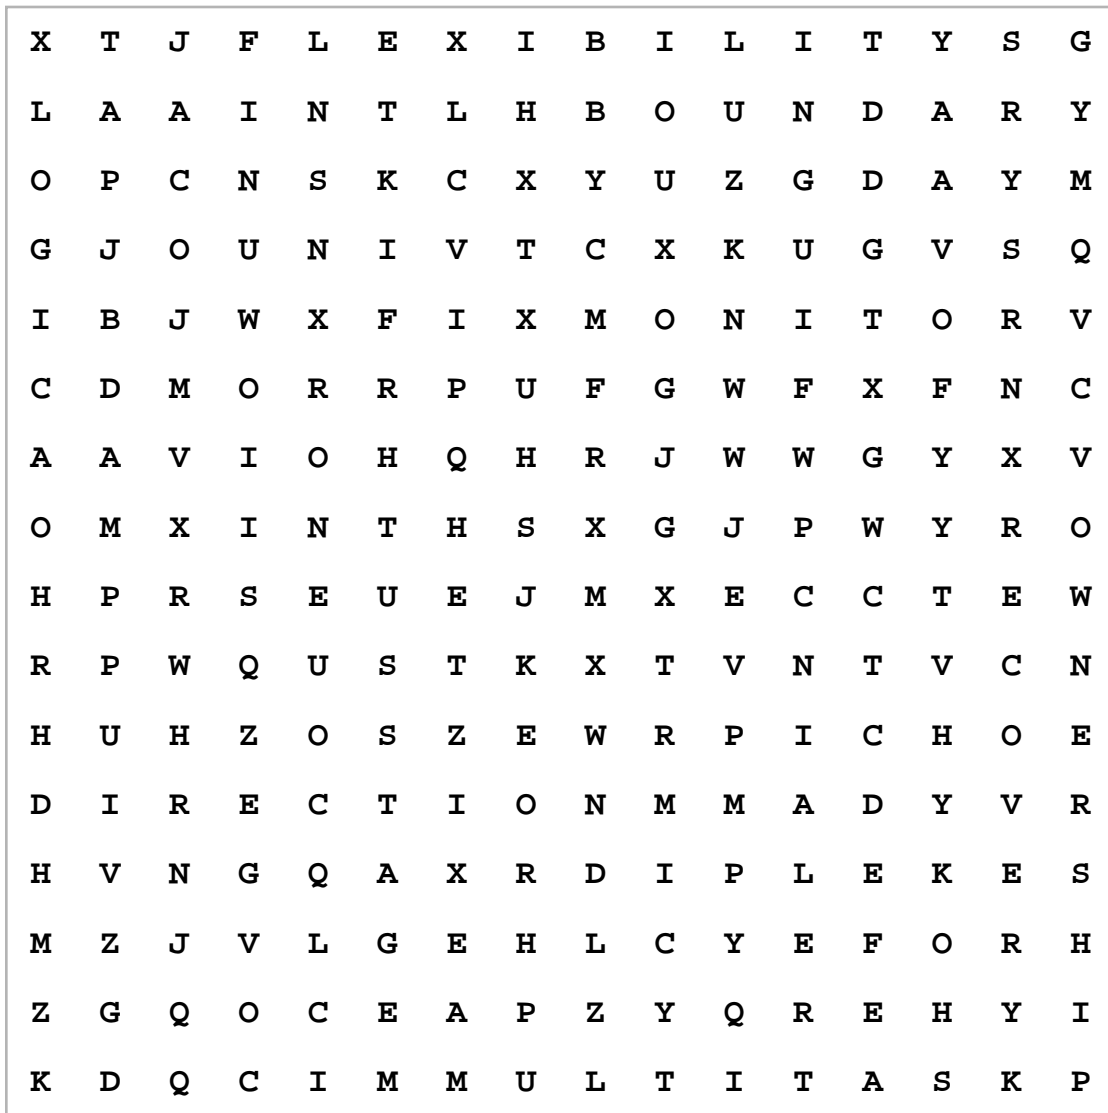 X T J F L E X I B I L I T Y S G
L A A I N T L H B O U N D A R Y
O P C N S K C X Y U Z G D A Y M
G J O U N I V T C X K U G V S Q
I B J W X F I X M O N I T O R V
C D M O R R P U F G W F X F N C
A A V I O H Q H R J W W G Y X V
O M X I N T H S X G J P W Y R O
H P R S E U E J M X E C C T E W
R P W Q U S T K X T V N T V C N
H U H Z O S Z E W R P I C H O E
D I R E C T I O N M M A D Y V R
H V N G Q A X R D I P L E K E S
M Z J V L G E H L C Y E F O R H
Z G Q O C E A P Z Y Q R E H Y I
K D Q C I M M U L T I T A S K P